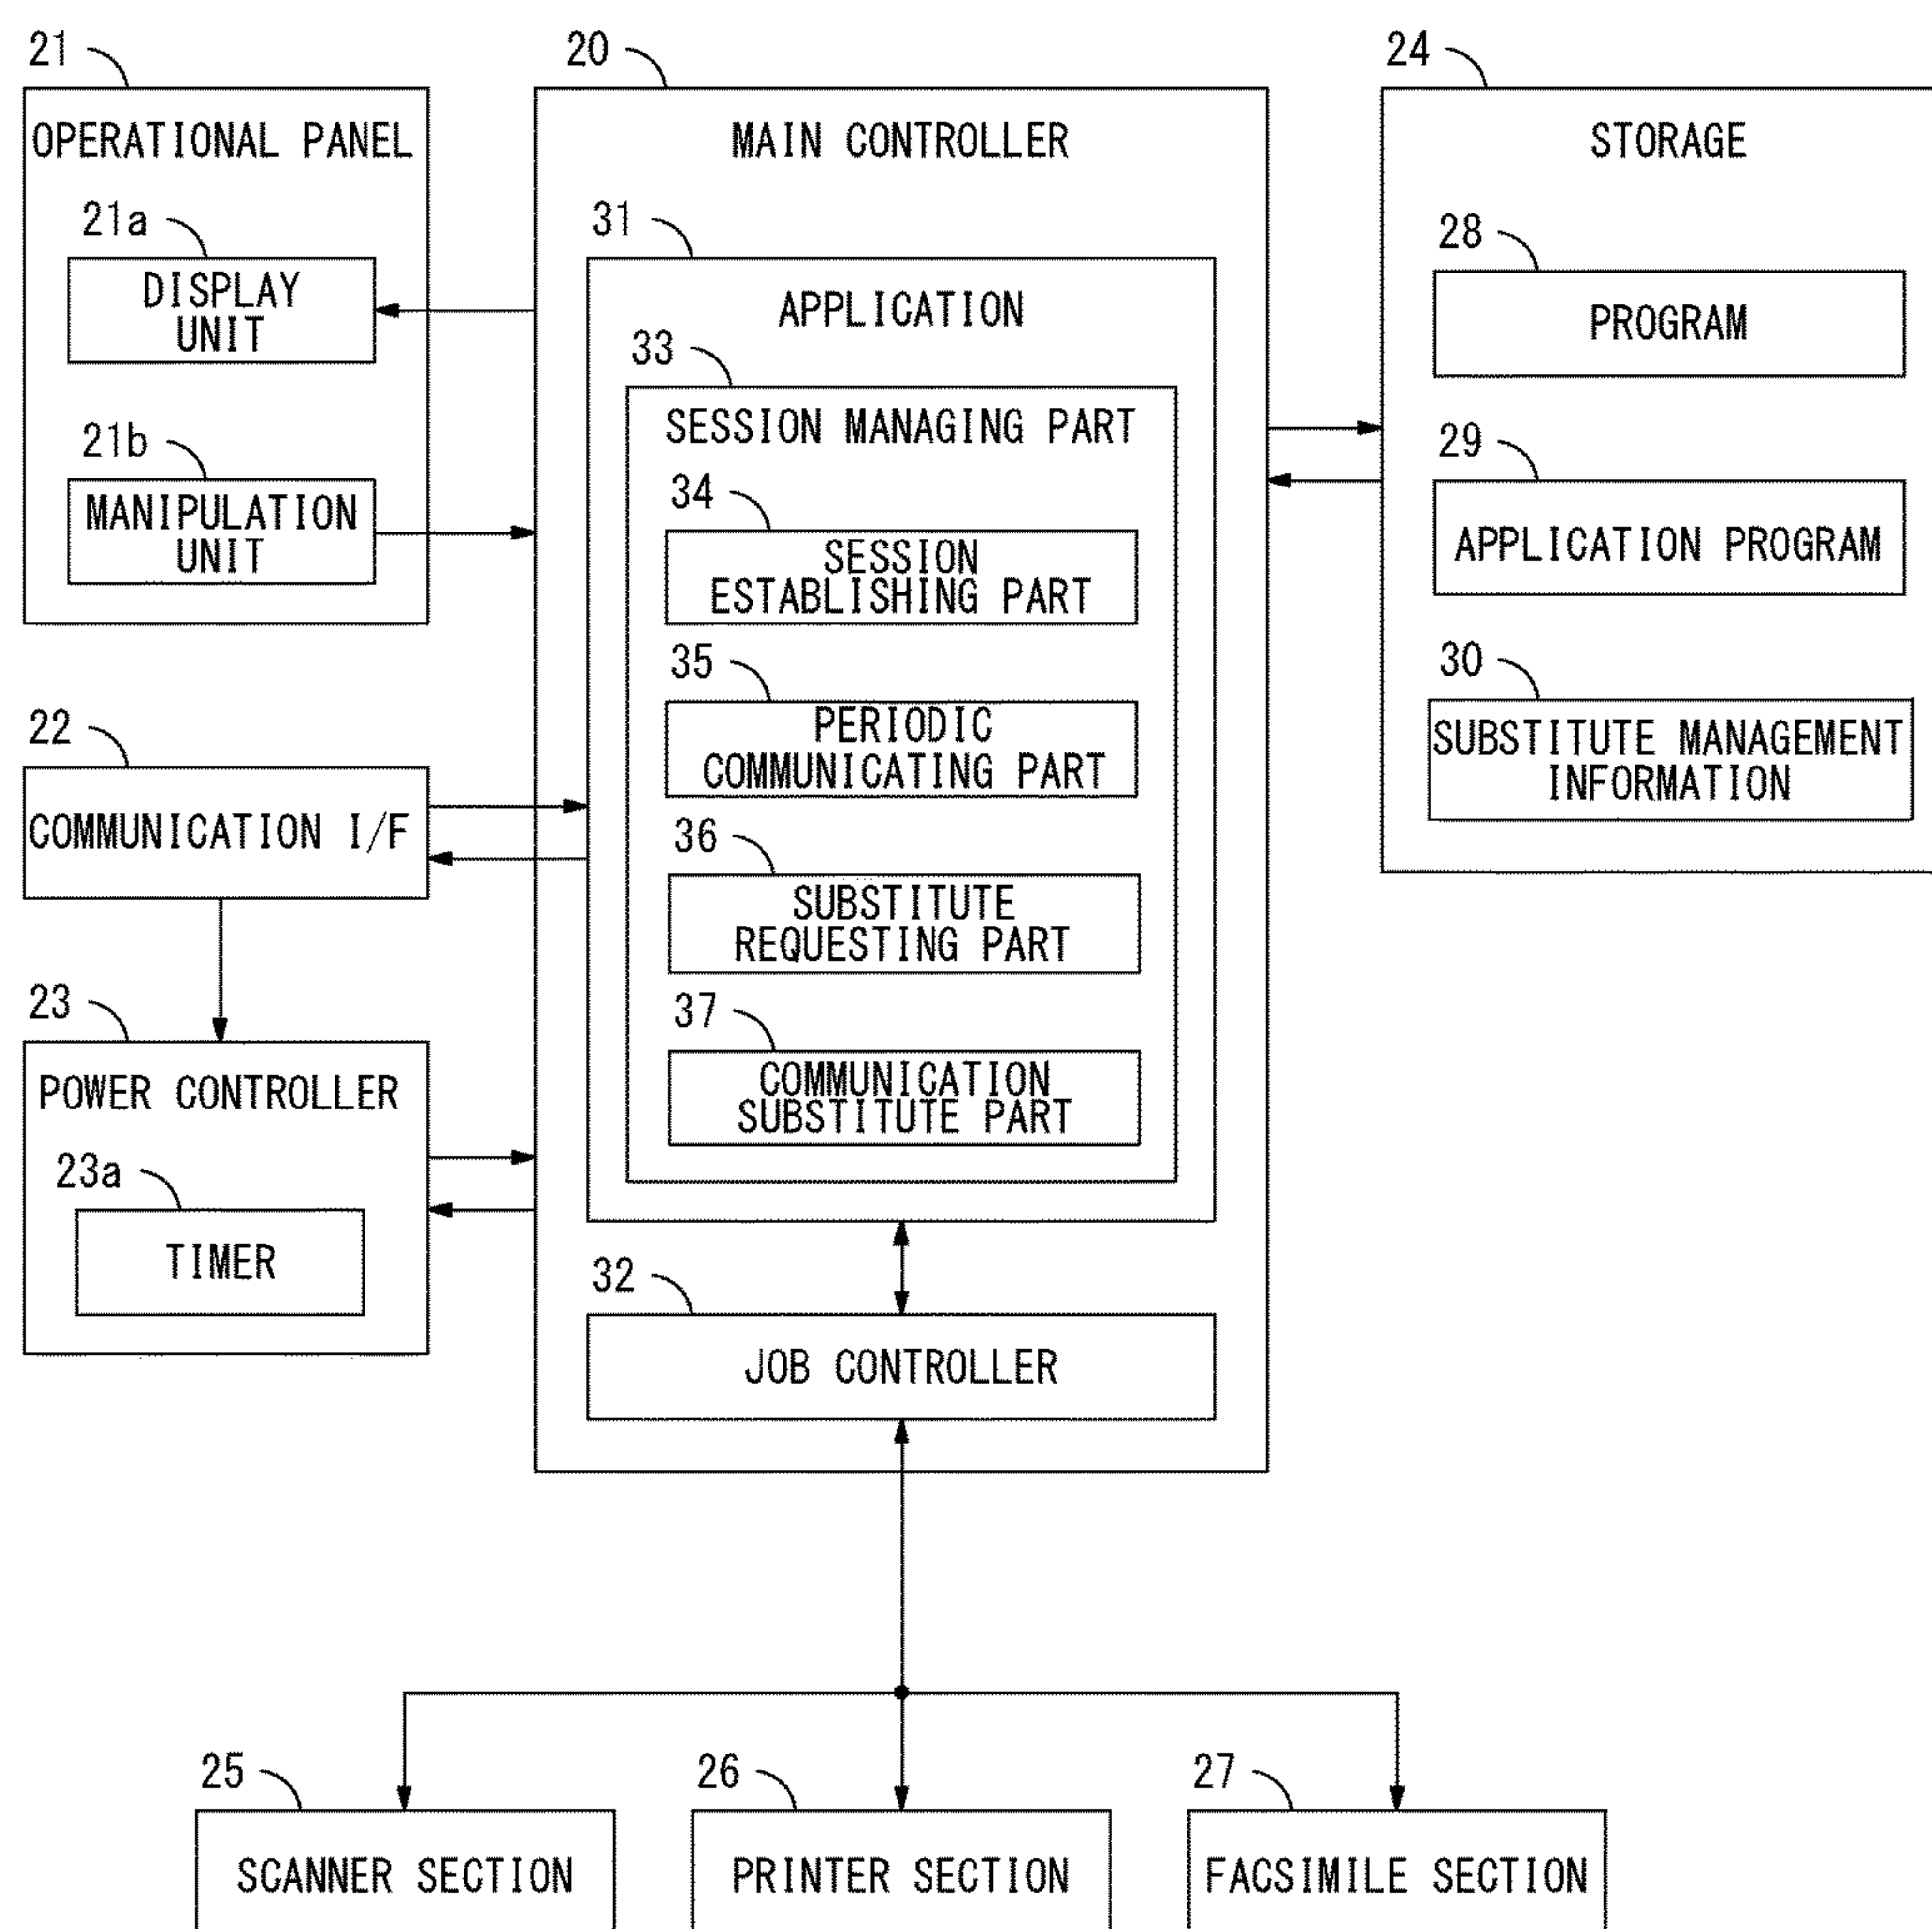 21
OPERATIONAL PANEL
21a
DISPLAY
UNIT
21b
MANIPULATION
UNIT
22
COMMUNICATION I/F
23
POWER CONTROLLER
23a
TIMER
20
MAIN CONTROLLER
31
APPLICATION
33
SESSION MANAGING PART
34
SESSION
ESTABLISHING PART
35
PERIODIC
COMMUNICATING PART
36
SUBSTITUTE
REQUESTING PART
37
COMMUNICATION
SUBSTITUTE PART
32
JOB CONTROLLER
24
STORAGE
28
PROGRAM
29
APPLICATION PROGRAM
30
SUBSTITUTE MANAGEMENT
INFORMATION
25
SCANNER SECTION
26
PRINTER SECTION
27
FACSIMILE SECTION